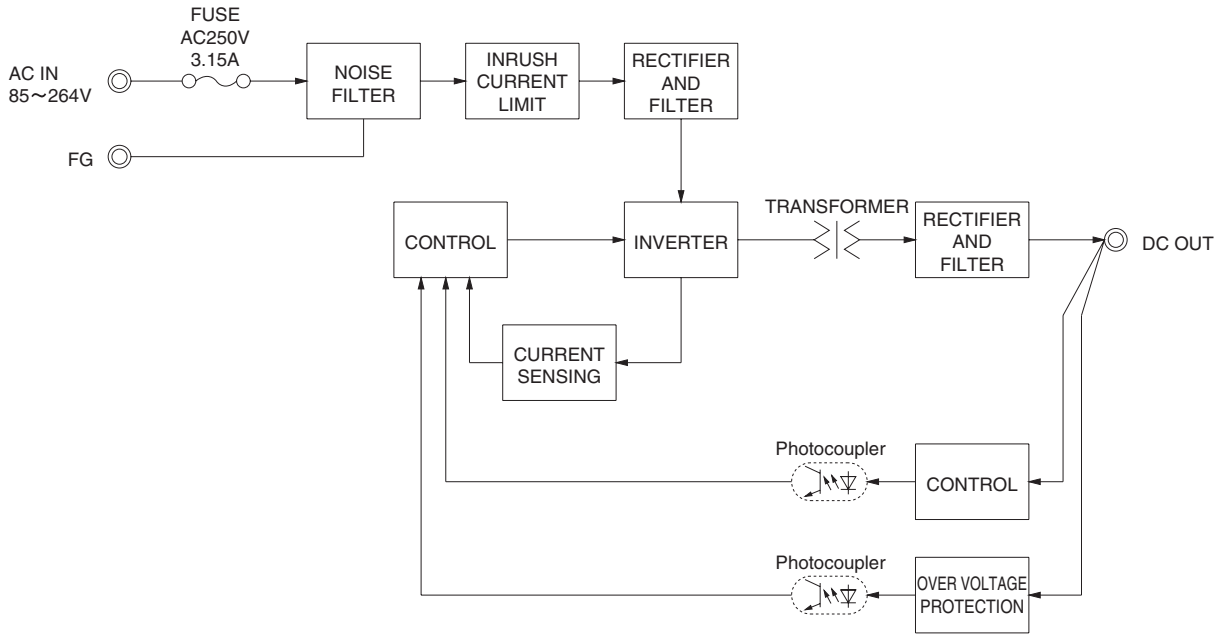 FUSE
AC250V
3.15A
AC IN
85～264V
NOISE
FILTER
INRUSH
CURRENT
LIMIT
RECTIFIER
AND
FILTER
FG
CONTROL
INVERTER
TRANSFORMER
RECTIFIER
AND
FILTER
DC OUT
CURRENT
SENSING
Photocoupler
CONTROL
Photocoupler
OVER VOLTAGE
PROTECTION